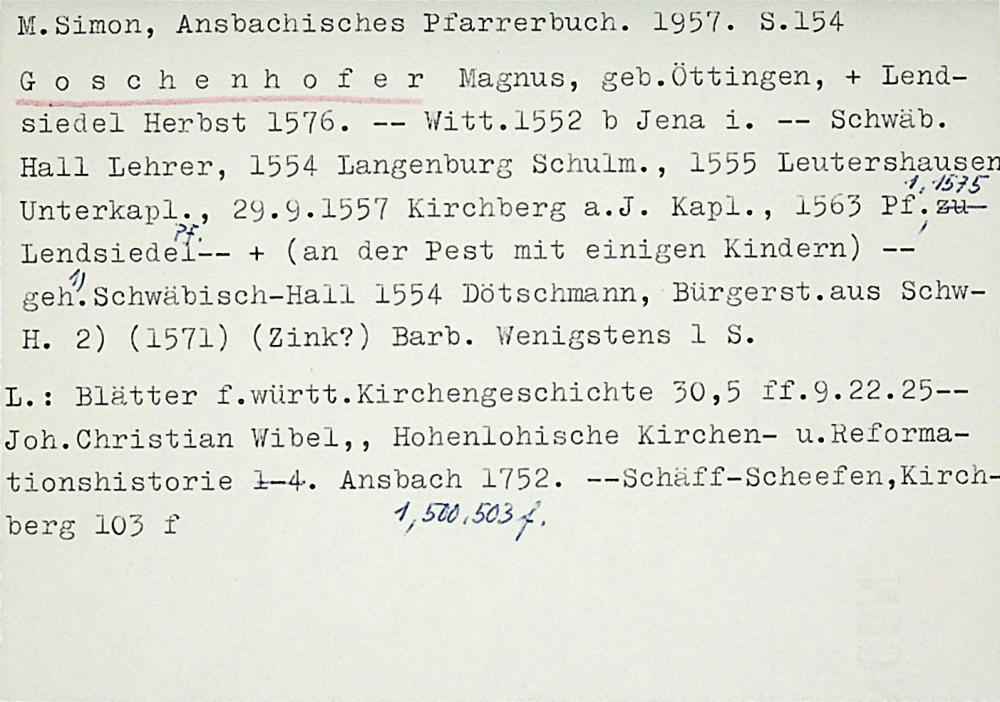 M.Simon, Ansbachisches Pfarrerbuch. 1957. S.154
G o s c h e n h o f e r Magnus, geb.Öttingen, + Lend-
siedel Herbst 1576. -- Witt.1552 b Jena i. -- Schwäb.
Hall Lehrer, 1554 Langenburg Schulm., 1555 Leutershausen
Unterkapl., 29.9.1557 Kirchberg a.J. Kapl., 1563 Pf. zu
1, 1575
Pf.
Lendsiedel-- + (an der Pest mit einigen Kindern) --
geh.1) Schwäbisch-Hall 1554 Dötschmann, Bürgerst.aus Schw-
H. 2) (1571) (Zink?) Barb. Wenigstens 1 S.
L.: Blätter f.württ.Kirchengeschichte 30,5 ff.9.22.25--
Joh.Christian Wibel,, Hohenlohische Kirchen- u.Reforma-
tionshistorie 1-4. Ansbach 1752. --Schäff-Scheefen,Kirch-
berg 103 f 1, 500, 503 f.